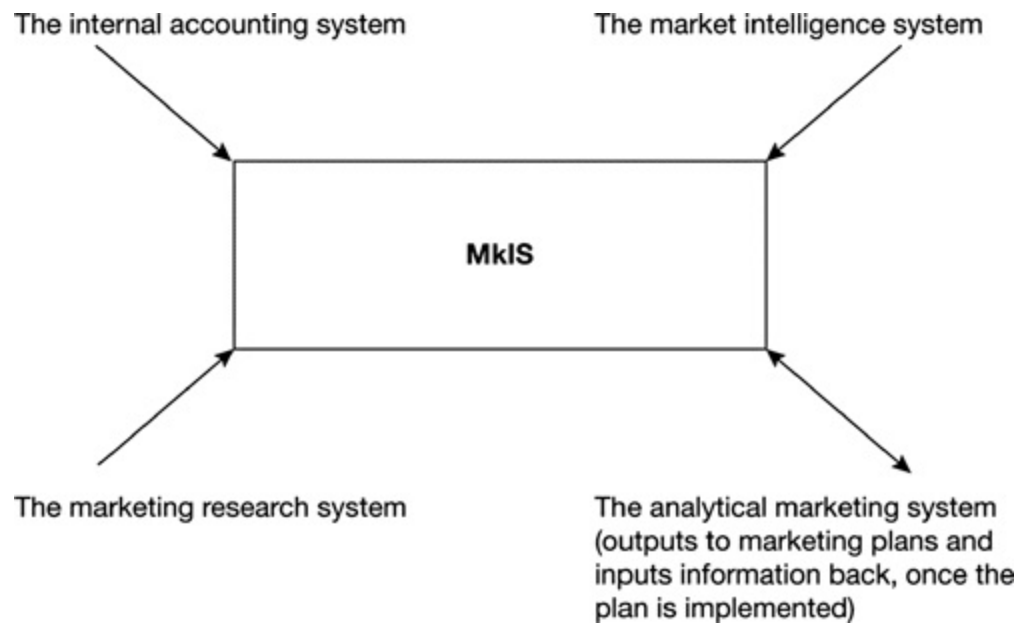 The internal accounting system
The market intelligence system
MkIS
The marketing research system
The analytical marketing system
(outputs to marketing plans and
inputs information back, once the
plan is implemented)